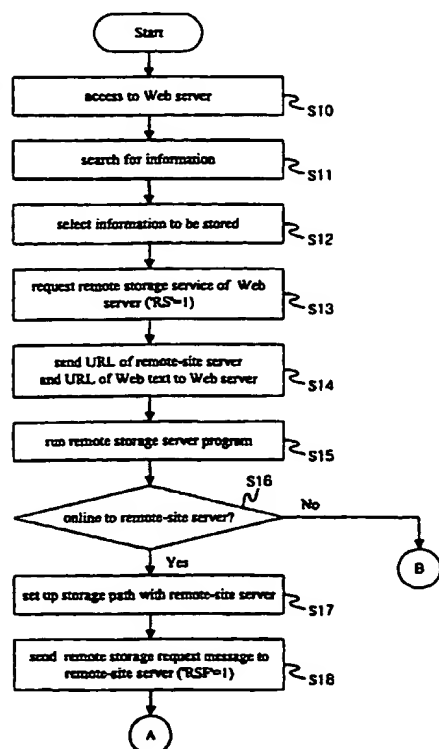 Start
access to Web server
S10
search for information
S11
select information to be stored
S12
request remote storage service of Web
server ("RS"=1)
S13
send URL of remote-site server
and URL of Web text to Web server
S14
run remote storage server program
S15
S16
online to remote-site server?
No
B
Yes
set up storage path with remote-site server
S17
send remote storage request message to
remote-site server ("RSF"=1)
S18
A